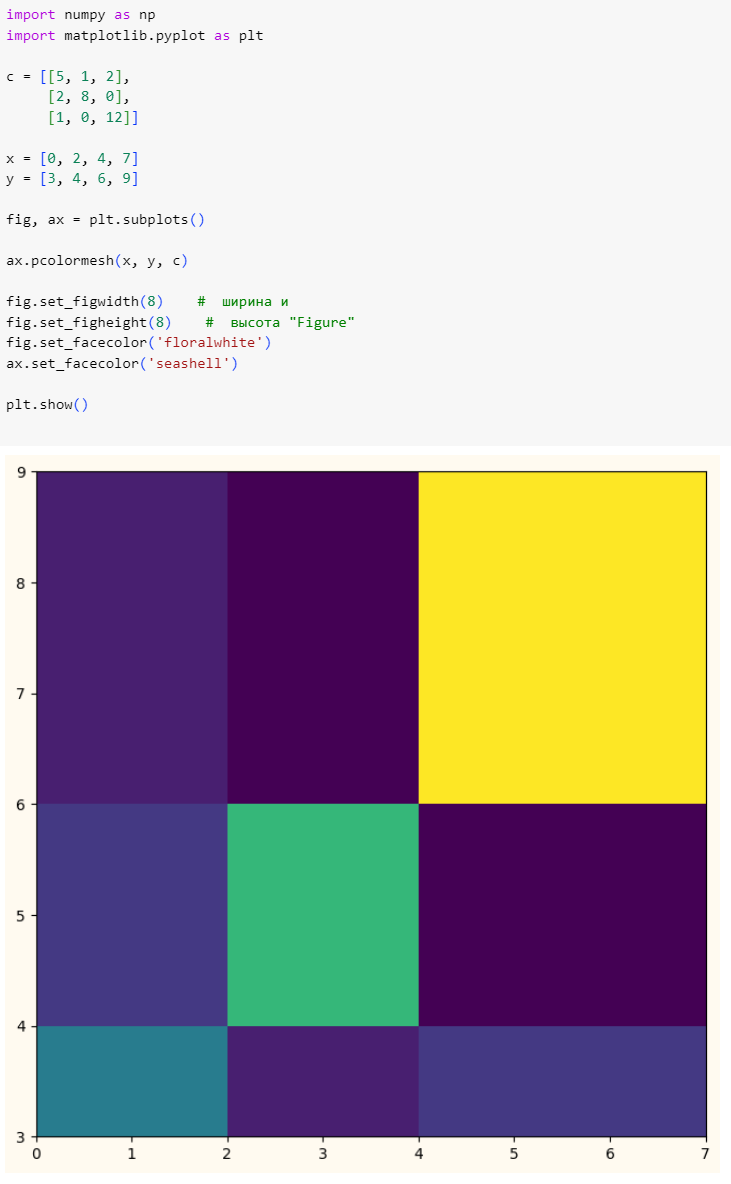 import numpy as np
import matplotlib.pyplot as plt
c = [[5, 1, 2],
     [2, 8, 0],
     [1, 0, 12]]
x = [0, 2, 4, 7]
y = [3, 4, 6, 9]
fig, ax = plt.subplots()
ax.pcolormesh(x, y, c)
fig.set_figwidth(8)    #  ширина и
fig.set_figheight(8)    #  высота "Figure"
fig.set_facecolor('floralwhite')
ax.set_facecolor('seashell')
plt.show()
9
8
7
6
5
4
3
0 1 2 3 4 5 6 7